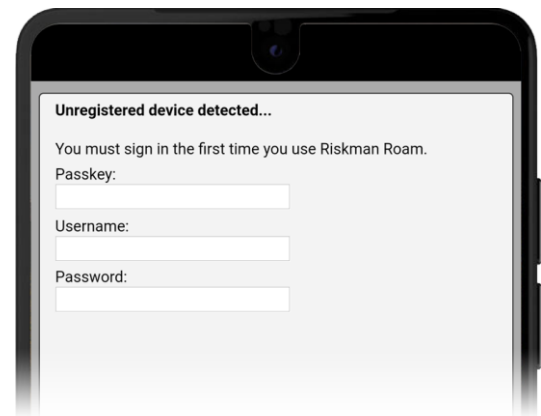 Unregistered device detected...
You must sign in the first time you use Riskman Roam.
Passkey:
Username:
Password: